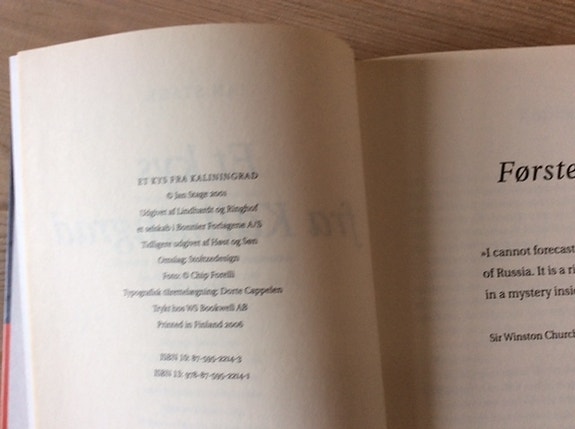 ET KYS FRA KALININGRAD
© Jan Stage 2001
Udgivet af Lindhardt og Ringhof
et selskab i Bonnier Forlagene A/S
Tidligere udgivet af Høst og Søn
Omslag: Stoltzedesign
Foto: © Chip Forelli
Typografisk tilrettelægning: Dorte Cappelen
Trykt hos WS Bookwell AB
Printed in Finland 2006
ISBN 10: 87-595-2214-3
ISBN 13: 978-87-595-2214-1
Første
»I cannot forecast
of Russia. It is a ri
in a mystery insi
Sir Winston Church